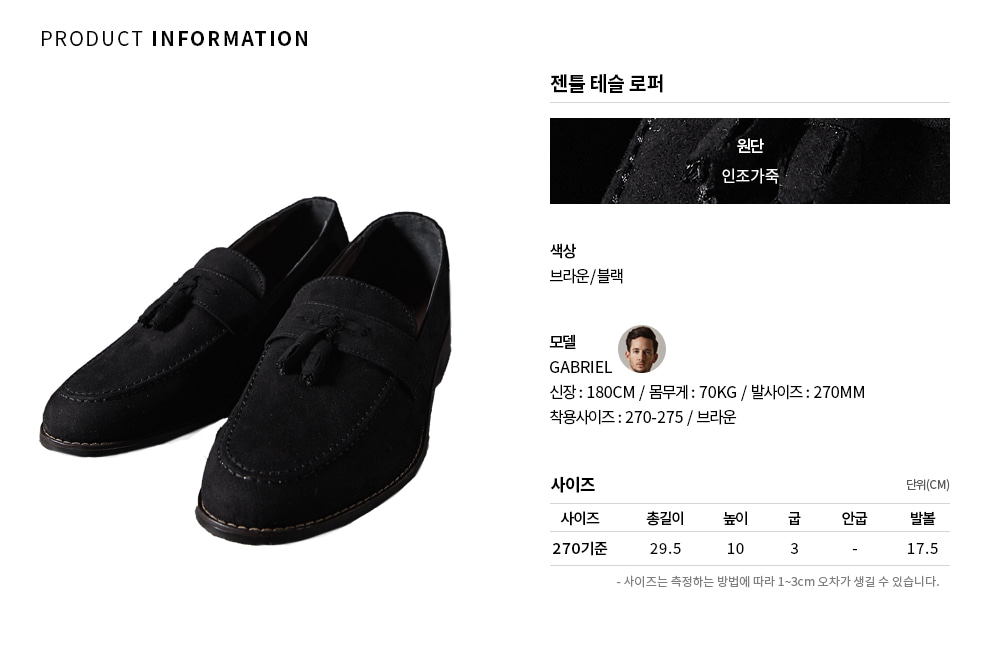 PRODUCT INFORMATION
젠틀 테슬 로퍼
원단
인조가죽
색상
브라운/블랙
모델
GABRIEL
신장 : 180CM / 몸무게 : 70KG / 발사이즈 : 270MM
착용사이즈 : 270-275 / 브라운
사이즈 단위(CM)
사이즈 총길이 높이 굽 안굽 발볼
270기준 29.5 10 3 - 17.5
- 사이즈는 측정하는 방법에 따라 1~3cm 오차가 생길 수 있습니다.